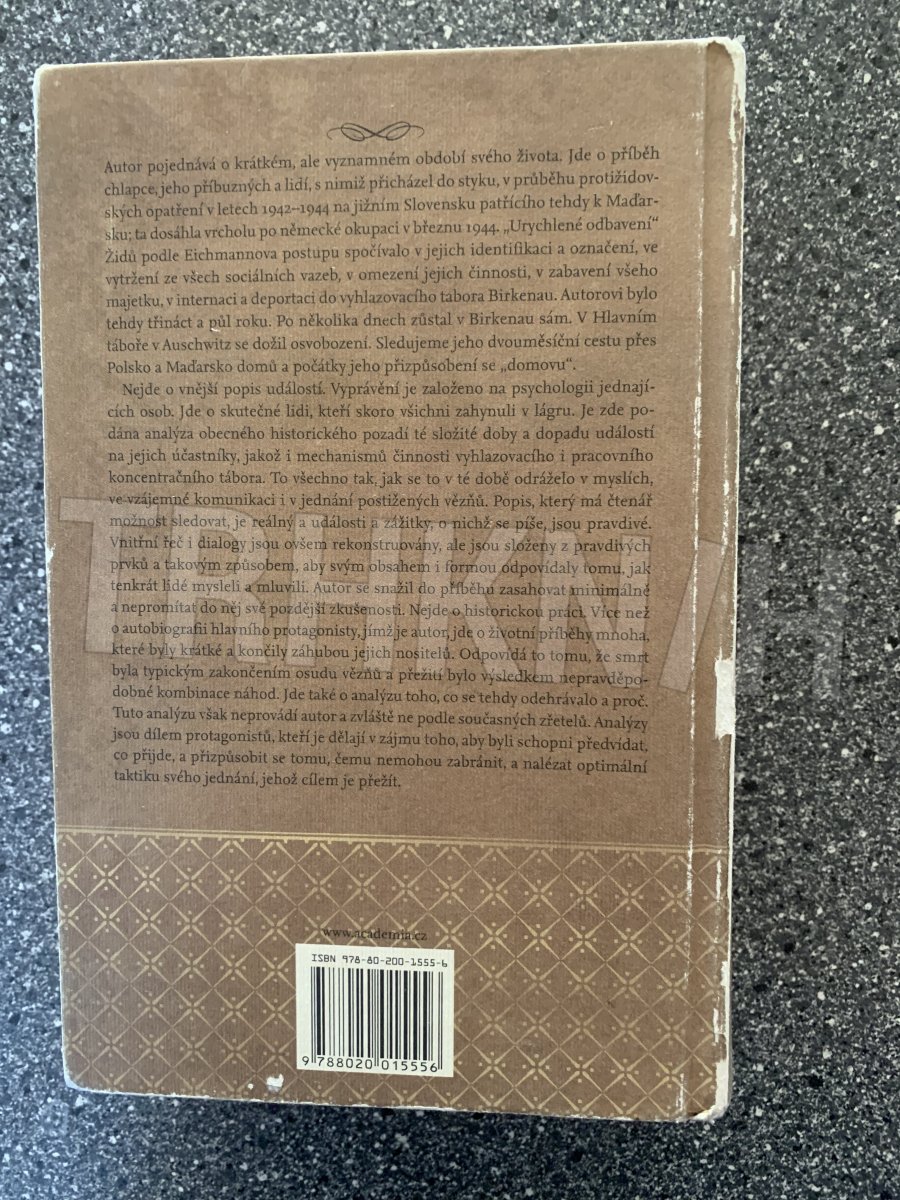 Autor pojednává o krátkém, ale významném období svého života. Jde o příběh
chlapce, jeho příbuzných a lidí, s nimiž přicházel do styku, v průběhu protižidov-
ských opatření v letech 1942–1944 na jižním Slovensku patřícího tehdy k Maďar-
sku; ta dosáhla vrcholu po německé okupaci v březnu 1944. „Urychlené odbavení“
Židů podle Eichmannova postupu spočívalo v jejich identifikaci a označení, ve
vytržení ze všech sociálních vazeb, v omezení jejich činnosti, v zabavení všeho
majetku, v internaci a deportaci do vyhlazovacího tabora Birkenau. Autorovi bylo
tehdy třináct a půl roku. Po několika dnech zůstal v Birkenau sám. V Hlavním
táboře v Auschwitz se dožil osvobození. Sledujeme jeho dvouměsíční cestu přes
Polsko a Maďarsko domů a počátky jeho přizpůsobení se „domovu“.
Nejde o vnější popis událostí. Vyprávění je založeno na psychologii jednají-
cích osob. Jde o skutečné lidi, kteří skoro všichni zahynuli v lágru. Je zde po-
dána analýza obecného historického pozadí té složité doby a dopadu událostí
na jejich účastníky, jakož i mechanismů činnosti vyhlazovacího i pracovního
koncentračního tábora. To všechno tak, jak se to v té době odráželo v myslích,
ve vzájemné komunikaci i v jednání postižených vězňů. Popis, který má čtenář
možnost sledovat, je reálný a události a zážitky, o nichž se píše, jsou pravdivé.
Vnitřní řeč i dialogy jsou ovšem rekonstruovány, ale jsou složeny z pravdivých
prvků a takovým způsobem, aby svým obsahem i formou odpovídaly tomu, jak
tenkrát lidé mysleli a mluvili. Autor se snažil do příběhu zasahovat minimálně
a nepromítat do něj své pozdější zkušenosti. Nejde o historickou práci. Více než
o autobiografii hlavního protagonisty, jímž je autor, jde o životní příběhy mnoha,
které byly krátké a končily záhubou jejich nositelů. Odpovídá to tomu, že smrt
byla typickým zakončením osudu vězňů a přežití bylo výsledkem nepravděpo-
dobné kombinace náhod. Jde také o analýzu toho, co se tehdy odehrávalo a proč.
Tuto analýzu však neprovádí autor a zvláště ne podle současných zřetelů. Analýzy
jsou dílem protagonistů, kteří je dělají v zájmu toho, aby byli schopni předvídat,
co přijde, a přizpůsobit se tomu, čemu nemohou zabránit, a nalézat optimální
taktiku svého jednání, jehož cílem je přežít.
www.academia.cz
ISBN 978-80-200-1555-6
9 788020 015556